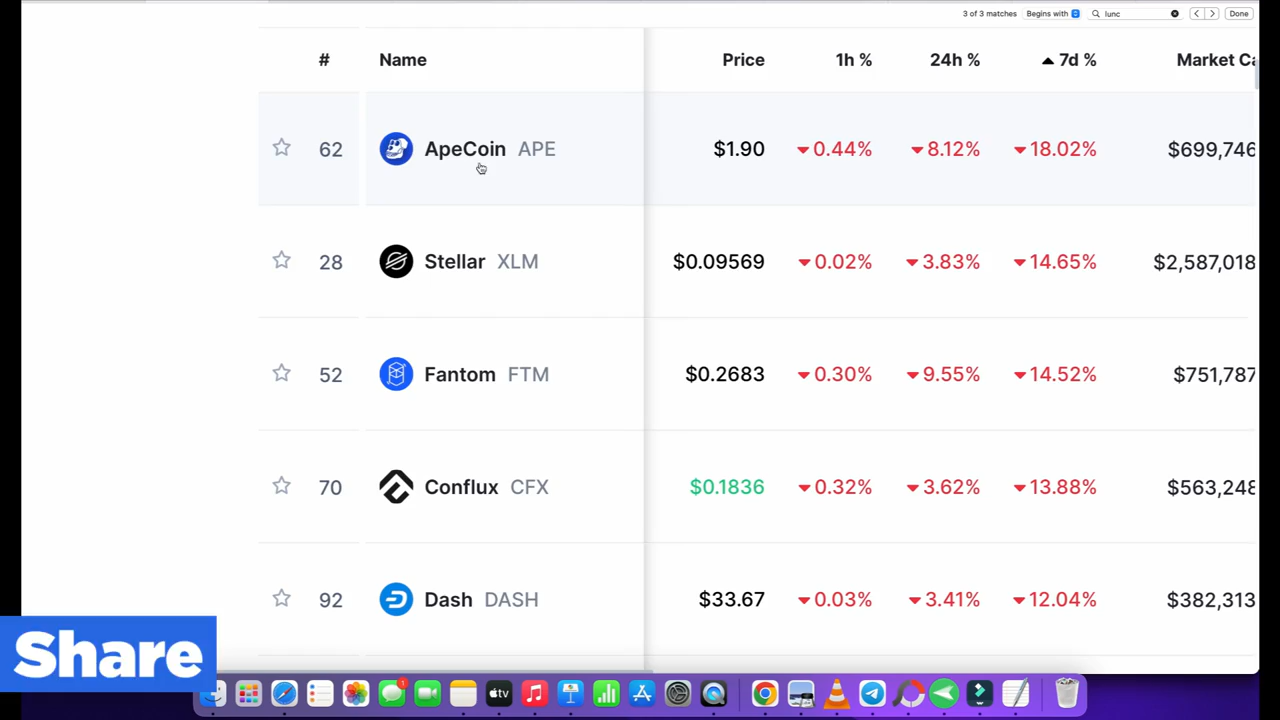 3 of 3 matches Begins with lunc Done
# Name Price 1h % 24h % 7d % Market Ca
62 ApeCoin APE $1.90 0.44% 8.12% 18.02% $699,746
28 Stellar XLM $0.09569 0.02% 3.83% 14.65% $2,587,018
52 Fantom FTM $0.2683 0.30% 9.55% 14.52% $751,787
70 Conflux CFX $0.1836 0.32% 3.62% 13.88% $563,248
92 Dash DASH $33.67 0.03% 3.41% 12.04% $382,313
Share
1
tv